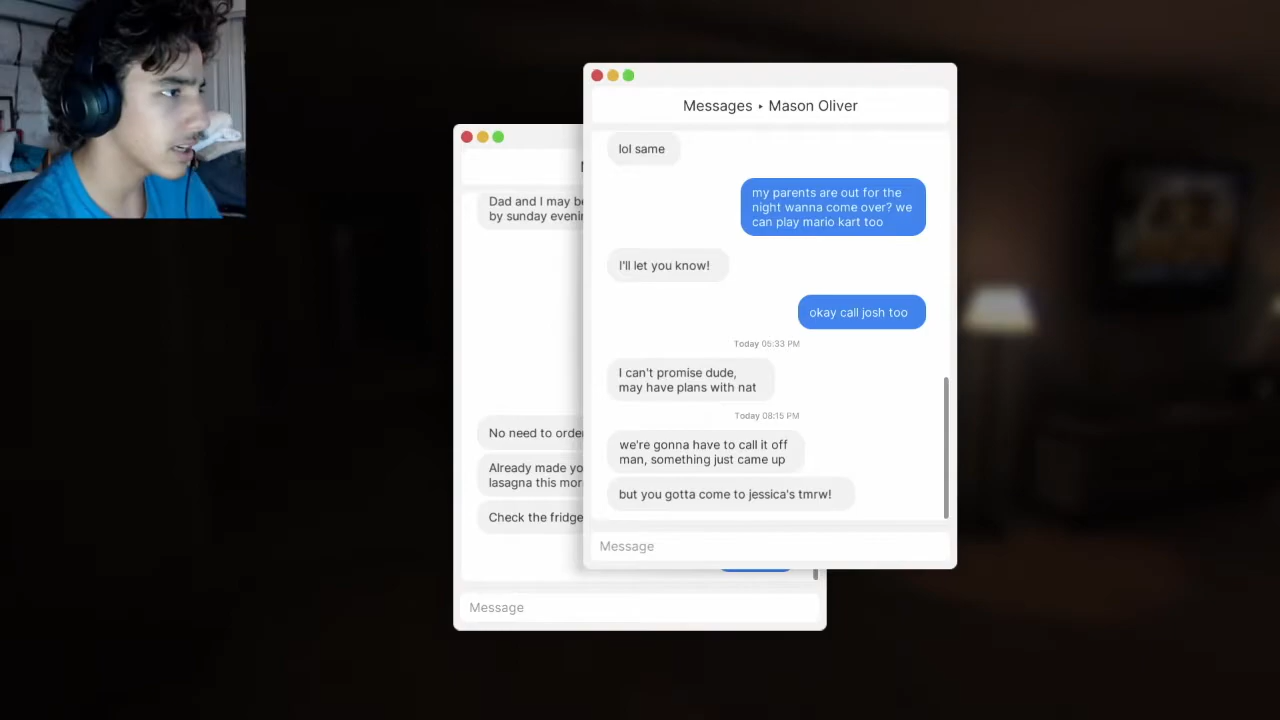 Messages ▸ Mason Oliver
lol same
my parents are out for the
night wanna come over? we
can play mario kart too
I'll let you know!
okay call josh too
Today 05:33 PM
I can't promise dude,
may have plans with nat
Today 08:15 PM
we're gonna have to call it off
man, something just came up
but you gotta come to jessica's tmrw!
Message
Dad and I may be
by sunday
No need to
Already made
lasagna this
Check the fridge
Message